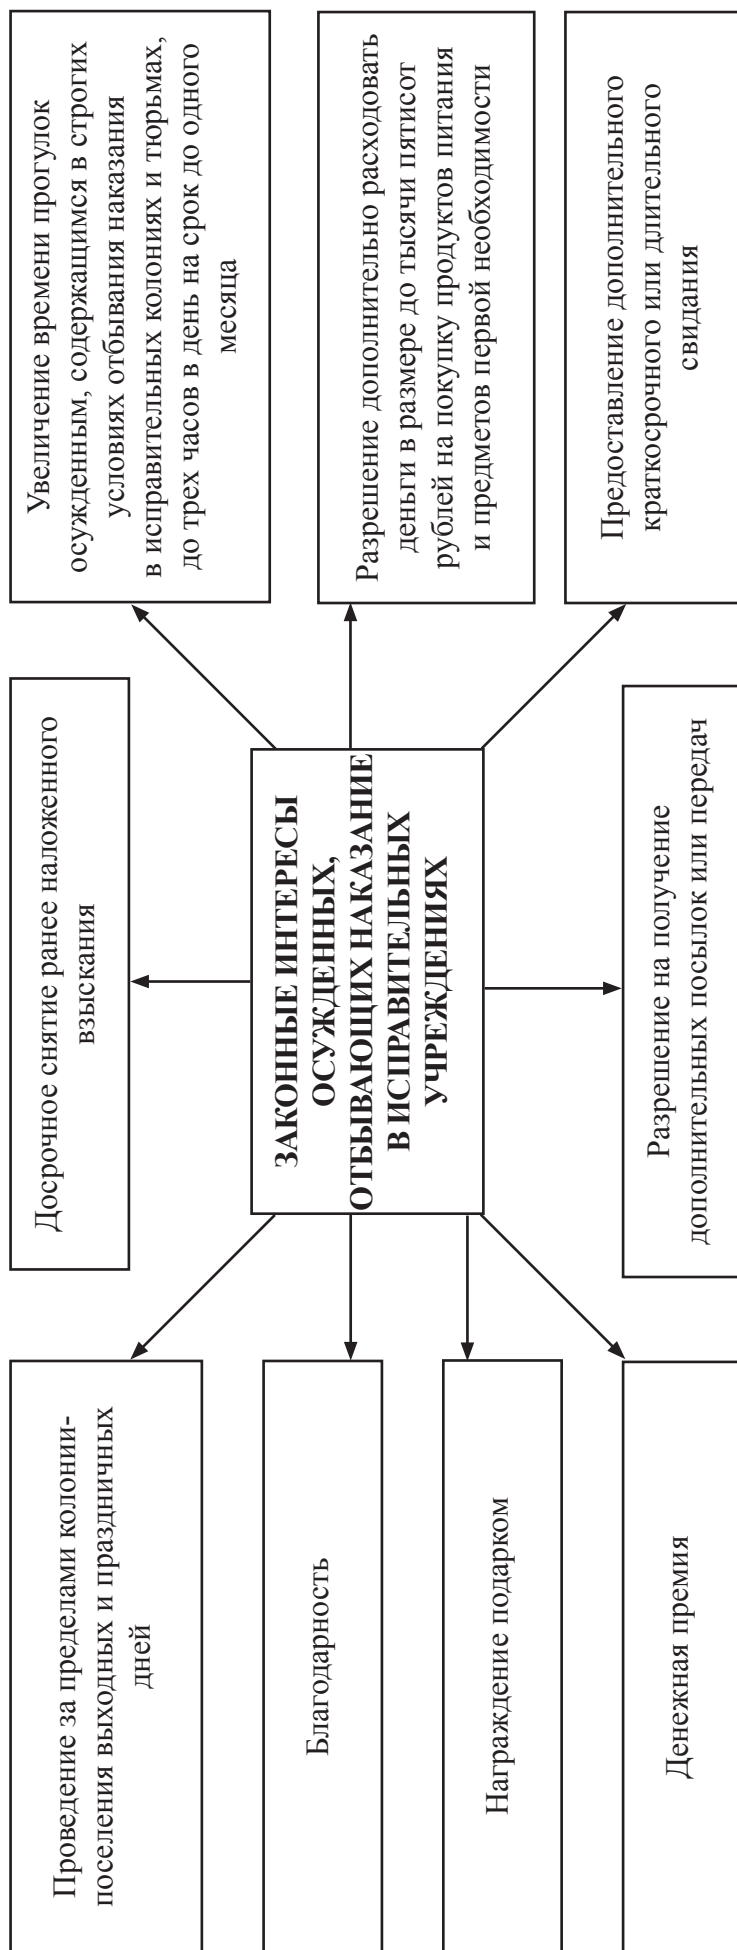 Проведение за пределами колонии-
поселения выходных и праздничных
дней
Досрочное снятие ранее наложенного
взыскания
Увеличение времени прогулок
осужденным, содержащимся в строгих
условиях отбывания наказания
в исправительных колониях и тюрьмах,
до трех часов в день на срок до одного
месяца
Благодарность
ЗАКОННЫЕ ИНТЕРЕСЫ
ОСУЖДЕННЫХ,
ОТБЫВАЮЩИХ НАКАЗАНИЕ
В ИСПРАВИТЕЛЬНЫХ
УЧРЕЖДЕНИЯХ
Разрешение дополнительно расходовать
деньги в размере до тысячи пятисот
рублей на покупку продуктов питания
и предметов первой необходимости
Награждение подарком
Денежная премия
Разрешение на получение
дополнительных посылок или передач
Предоставление дополнительного
краткосрочного или длительного
свидания